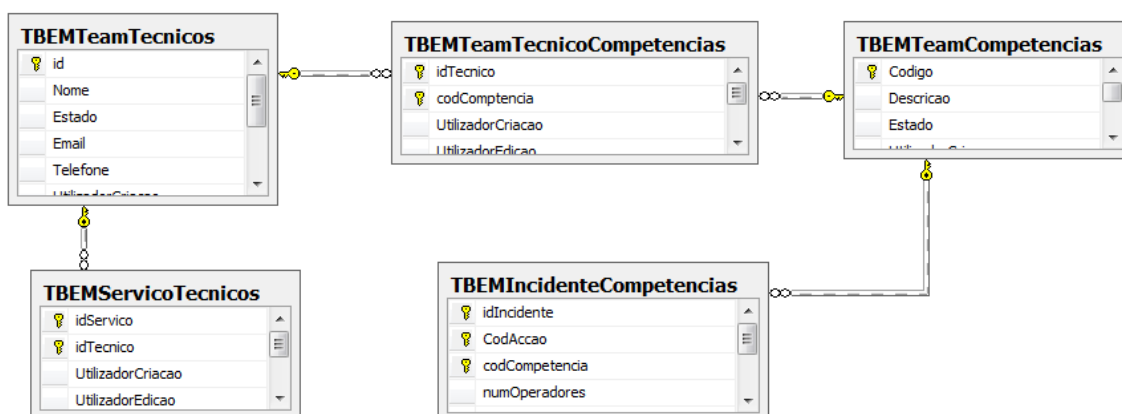 TBEMTeamTecnicos
id
Nome
Estado
Email
Telefone
TBEMTeamTecnicoCompetencias
idTecnico
codComptencia
UtilizadorCriacao
UtilizadorEdicao
TBEMTeamCompetencias
Codigo
Descricao
Estado
TBEMServicoTecnicos
idServico
idTecnico
UtilizadorCriacao
UtilizadorEdicao
TBEMIncidenteCompetencias
idIncidente
CodAccao
codCompetencia
numOperadores